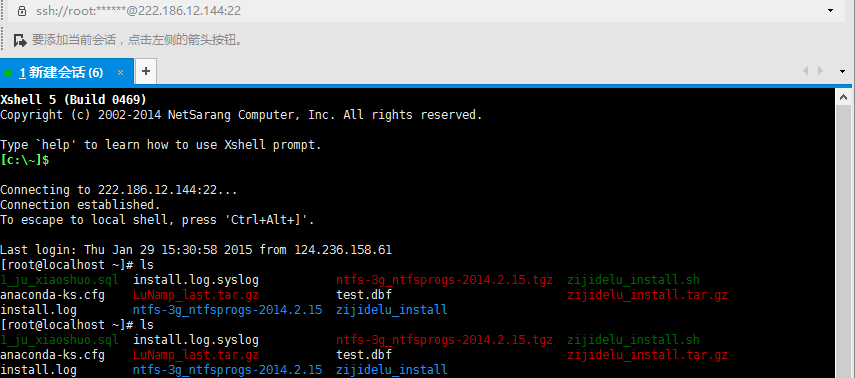 ssh://root:******@222.186.12.144:22
要添加当前会话，点击左侧的箭头按钮。
1 新建会话 (6) × +
Xshell 5 (Build 0469)
Copyright (c) 2002-2014 NetSarang Computer, Inc. All rights reserved.
Type `help' to learn how to use Xshell prompt.
[c:\~]$
Connecting to 222.186.12.144:22...
Connection established.
To escape to local shell, press 'Ctrl+Alt+]'.
Last login: Thu Jan 29 15:30:58 2015 from 124.236.158.61
[root@localhost ~]# ls
1_ju_xiaoshuo.sql install.log.syslog ntfs-3g_ntfsprogs-2014.2.15.tgz zijidelu_install.sh
anaconda-ks.cfg LuNamp_last.tar.gz test.dbf zijidelu_install.tar.gz
install.log ntfs-3g_ntfsprogs-2014.2.15 zijidelu_install
[root@localhost ~]# ls
1_ju_xiaoshuo.sql install.log.syslog ntfs-3g_ntfsprogs-2014.2.15.tgz zijidelu_install.sh
anaconda-ks.cfg LuNamp_last.tar.gz test.dbf zijidelu_install.tar.gz
install.log ntfs-3g_ntfsprogs-2014.2.15 zijidelu_install